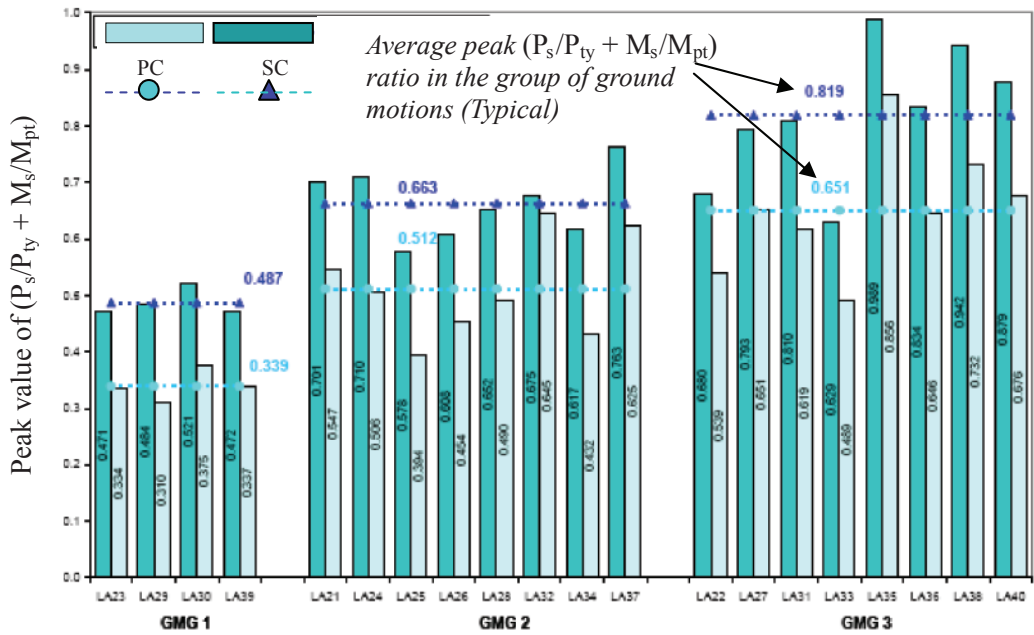 Peak value of (Ps/Pty + Ms/Mpt)
1.0
0.9
0.8
0.7
0.6
0.5
0.4
0.3
0.2
0.1
0.0
PC SC
Average peak (Ps/Pty + Ms/Mpt)
ratio in the group of ground
motions (Typical)
0.487
0.339
0.663
0.512
0.819
0.651
0.471 0.334 0.484 0.310 0.521 0.375 0.472 0.337
0.701 0.547 0.710 0.506 0.578 0.394 0.608 0.454 0.652 0.490 0.675 0.645 0.617 0.432 0.763 0.625
0.680 0.539 0.793 0.651 0.810 0.619 0.629 0.489 0.989 0.856 0.834 0.646 0.942 0.732 0.879 0.676
LA23 LA29 LA30 LA39 LA21 LA24 LA25 LA26 LA28 LA32 LA34 LA37 LA22 LA27 LA31 LA33 LA35 LA36 LA38 LA40
GMG 1 GMG 2 GMG 3